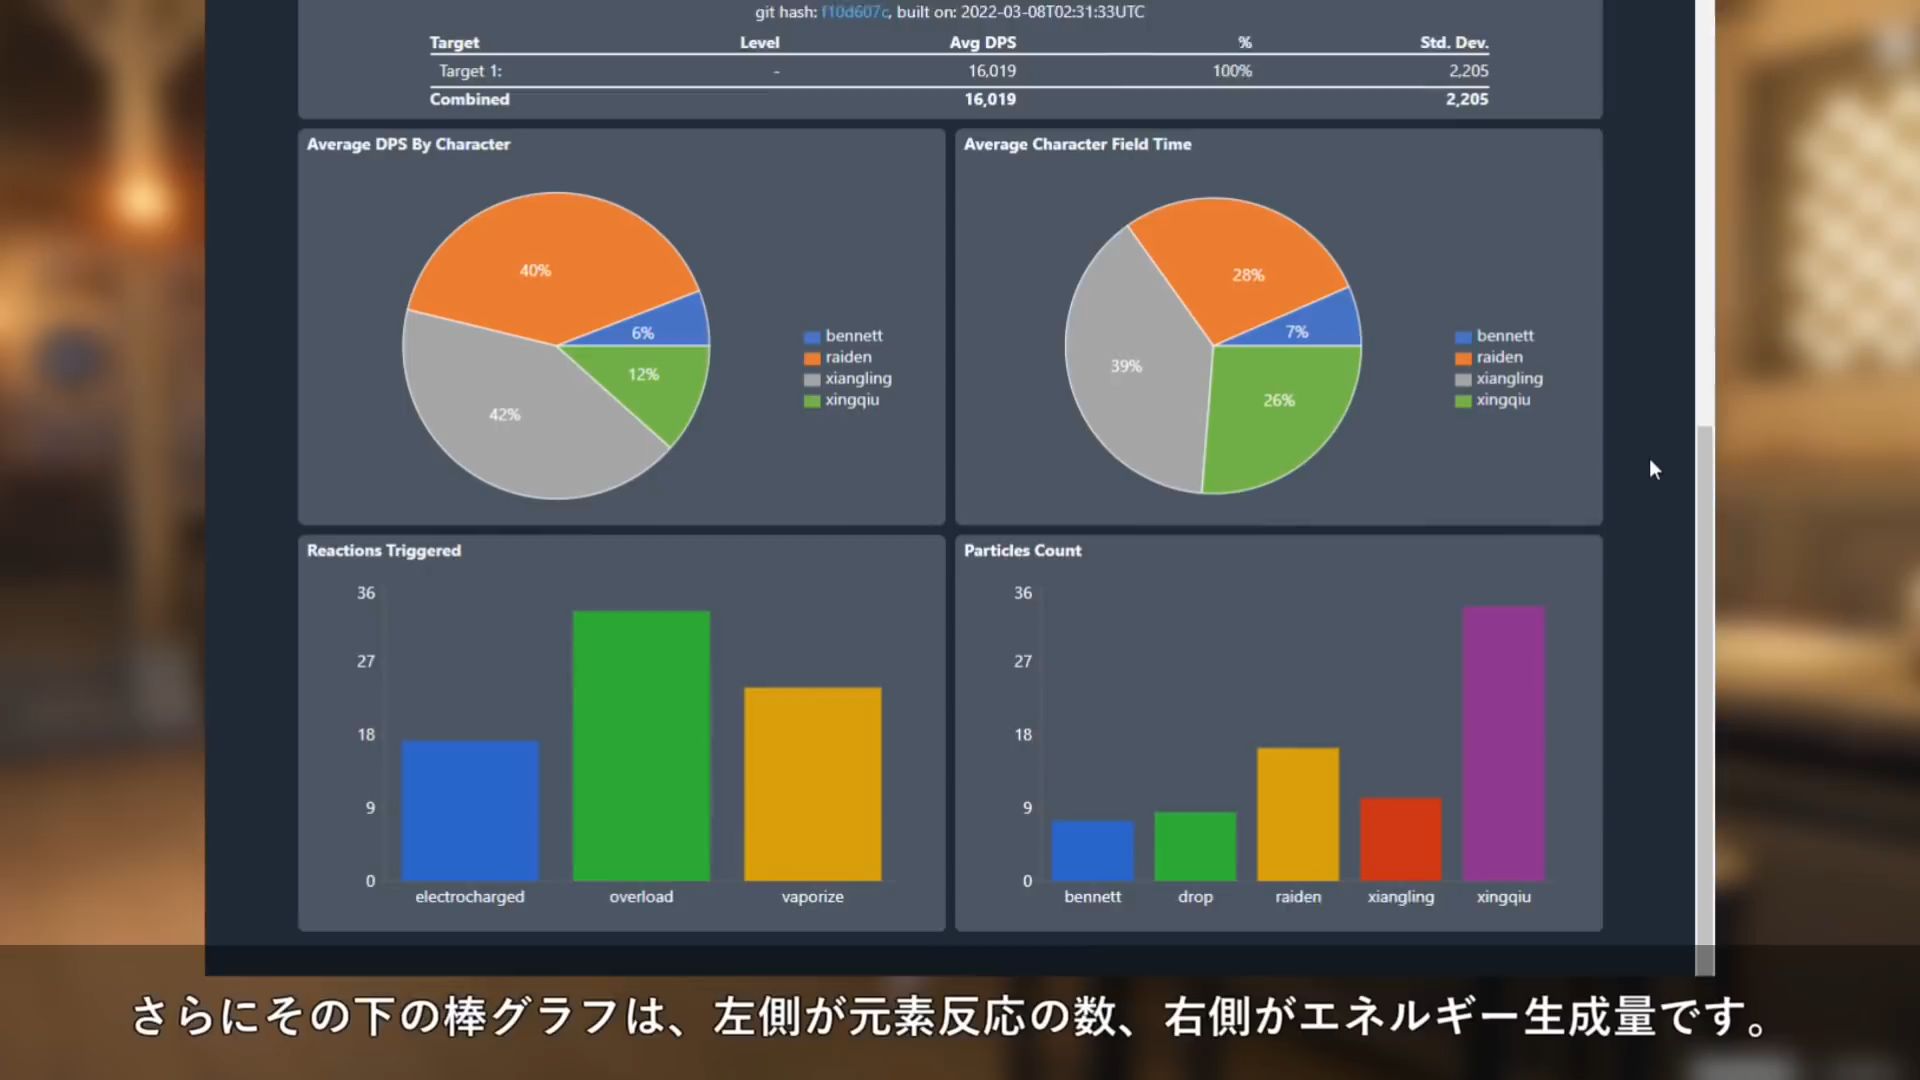 git hash: f10d607c, built on: 2022-03-08T02:31:33UTC
Target Level Avg DPS % Std. Dev.
Target 1: - 16,019 100% 2,205
Combined 16,019 2,205
Average DPS By Character
40%
6%
12%
42%
bennett
raiden
xiangling
xingqiu
Average Character Field Time
28%
7%
39%
26%
bennett
raiden
xiangling
xingqiu
Reactions Triggered
36
27
18
9
0
electrocharged overload vaporize
Particles Count
36
27
18
9
0
bennett drop raiden xiangling xingqiu
さらにその下の棒グラフは、左側が元素反応の数、右側がエネルギー生成量です。